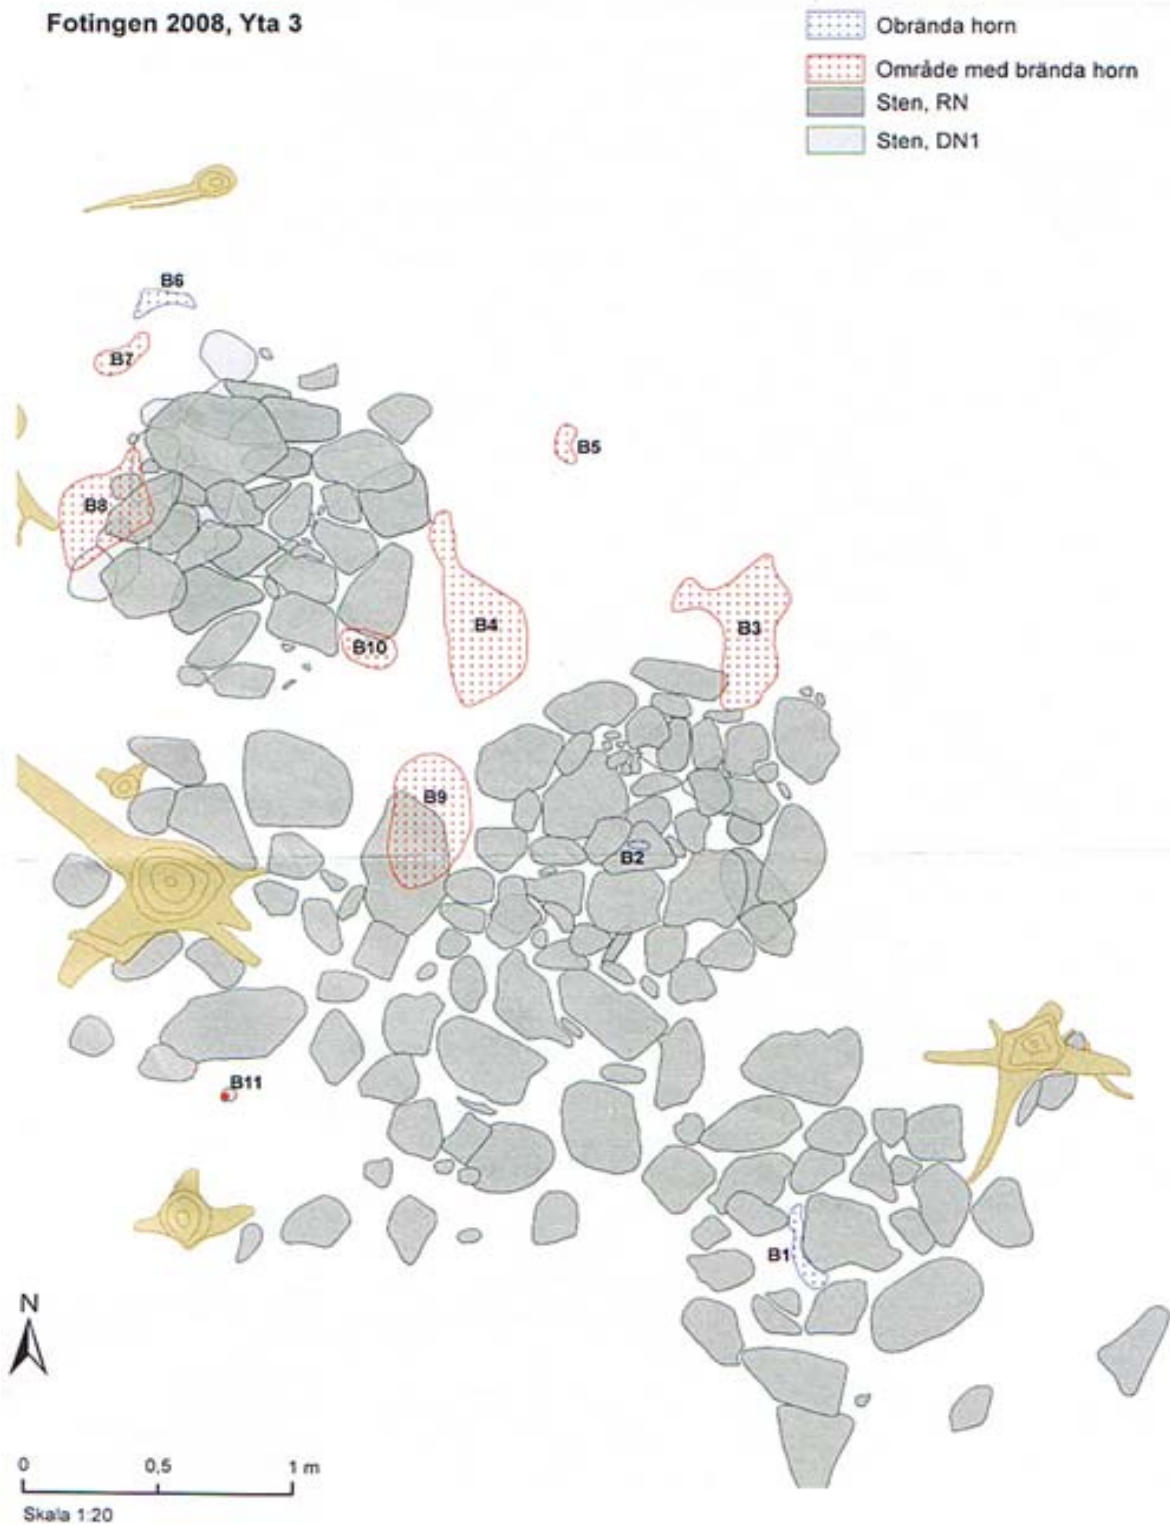 Fotingen 2008, Yta 3
Obrända horn
Område med brända horn
Sten, RN
Sten, DN1
B6
B7
B5
B8
B4
B3
B10
B9
B2
B11
B1
N
0 0,5 1 m
Skala 1:20